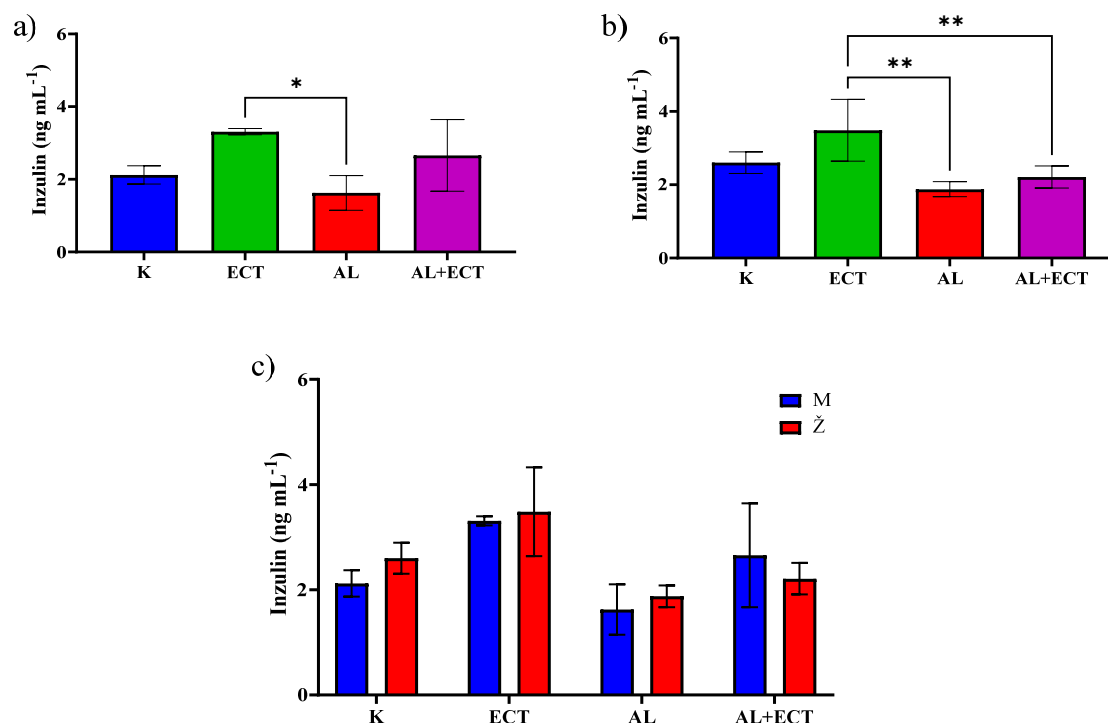 a)
Inzulin (ng mL⁻¹)
6
4
2
0
*
K ECT AL AL+ECT
b)
Inzulin (ng mL⁻¹)
6
4
2
0
**
**
K ECT AL AL+ECT
c)
Inzulin (ng mL⁻¹)
6
4
2
0
M
Ž
K ECT AL AL+ECT